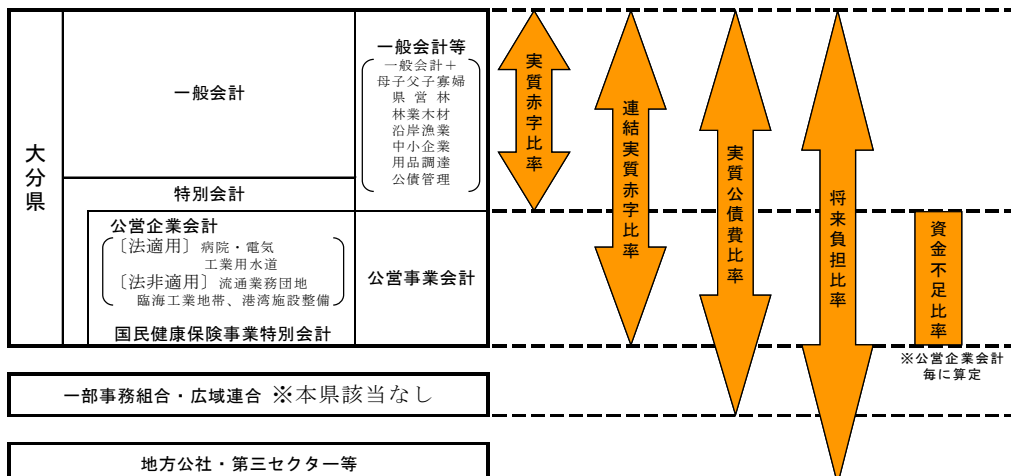 大分県
一般会計
一般会計等
一般会計＋
母子父子寡婦
県営林
林業木材
沿岸漁業
中小企業
用品調達
公債管理
特別会計
公営企業会計
〔法適用〕病院・電気
工業用水道
〔法非適用〕流通業務団地
臨海工業地帯、港湾施設整備
国民健康保険事業特別会計
公営事業会計
実質赤字比率
連結実質赤字比率
実質公債費比率
将来負担比率
資金不足比率
※公営企業会計
毎に算定
一部事務組合・広域連合 ※本県該当なし
地方公社・第三セクター等